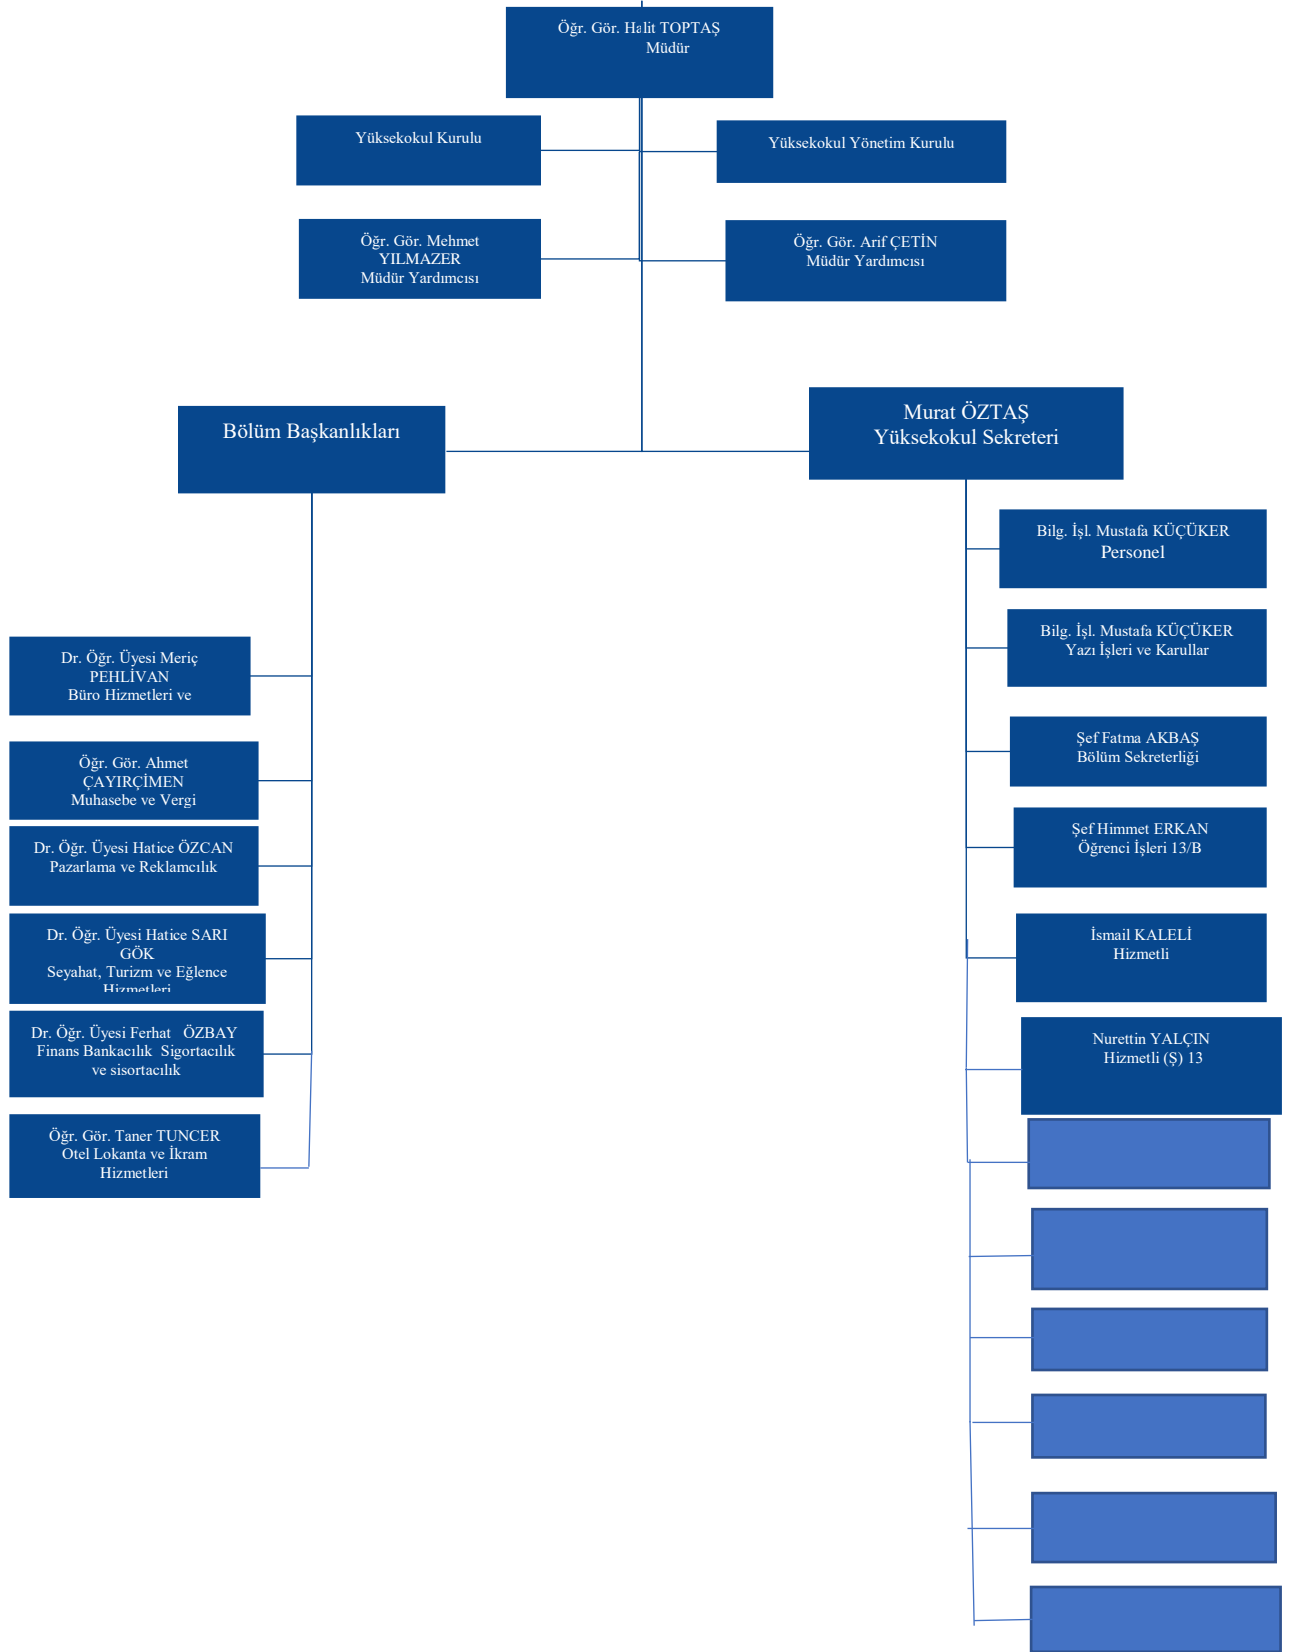 Öğr. Gör. Halit TOPTAŞ
Müdür
Yüksekokul Kurulu
Yüksekokul Yönetim Kurulu
Öğr. Gör. Mehmet
YILMAZER
Müdür Yardımcısı
Öğr. Gör. Arif ÇETİN
Müdür Yardımcısı
Bölüm Başkanlıkları
Murat ÖZTAŞ
Yüksekokul Sekreteri
Dr. Öğr. Üyesi Meriç
PEHLİVAN
Büro Hizmetleri ve
Öğr. Gör. Ahmet
ÇAYIRÇİMEN
Muhasebe ve Vergi
Dr. Öğr. Üyesi Hatice ÖZCAN
Pazarlama ve Reklamcılık
Dr. Öğr. Üyesi Hatice SARI
GÖK
Seyahat, Turizm ve Eğlence
Hizmetleri
Dr. Öğr. Üyesi Ferhat ÖZBAY
Finans Bankacılık Sigortacılık
ve sisortacılık
Öğr. Gör. Taner TUNCER
Otel Lokanta ve İkram
Hizmetleri
Bilg. İşl. Mustafa KÜÇÜKER
Personel
Bilg. İşl. Mustafa KÜÇÜKER
Yazı İşleri ve Karullar
Şef Fatma AKBAŞ
Bölüm Sekreterliği
Şef Himmet ERKAN
Öğrenci İşleri 13/B
İsmail KALELİ
Hizmetli
Nurettin YALÇIN
Hizmetli (Ş) 13